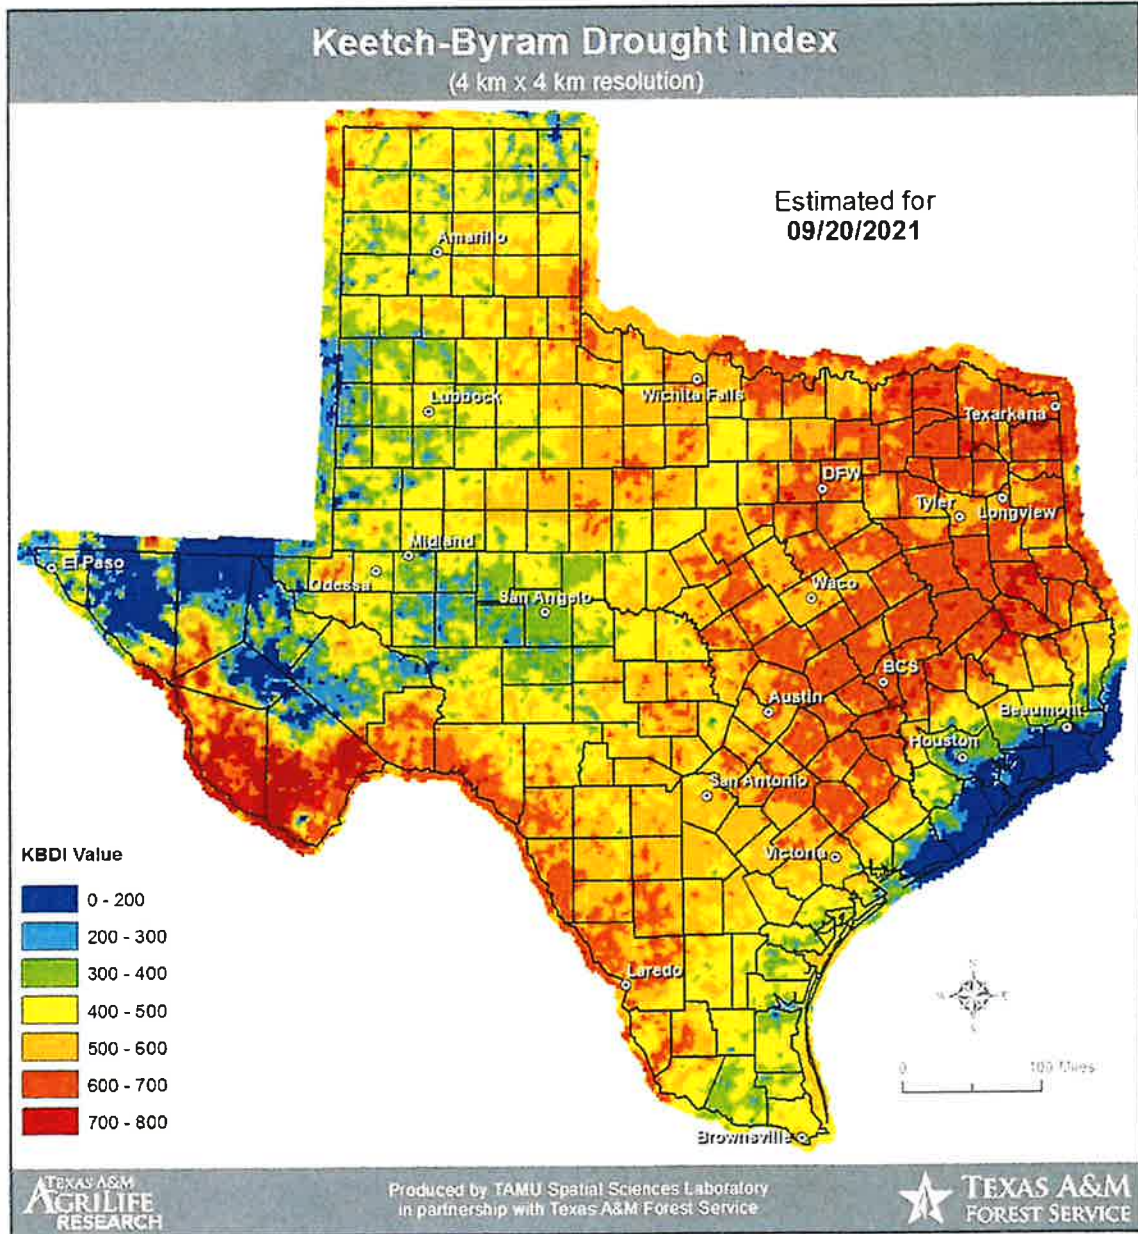 Keetch-Byram Drought Index
(4 km x 4 km resolution)
Estimated for
09/20/2021
Amarillo
Lubbock
Wichita Falls
Texarkana
DFW
Tyler
Longview
Midland
El Paso
Odessa
San Angelo
Waco
BCS
Austin
Beaumont
Houston
San Antonio
Victoria
Laredo
Brownsville
KBDI Value
0 - 200
200 - 300
300 - 400
400 - 500
500 - 600
600 - 700
700 - 800
N
W
E
S
0 100 Miles
TEXAS A&M
AGRILIFE
RESEARCH
Produced by TAMU Spatial Sciences Laboratory
in partnership with Texas A&M Forest Service
TEXAS A&M
FOREST SERVICE